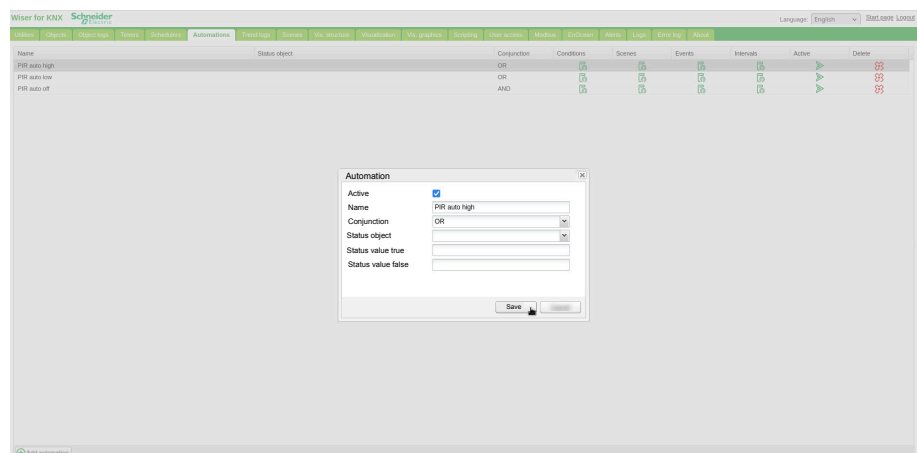 Wiser for KNX Schneider Electric Language: English Start page Logout
Utilities Objects Object logs Timers Schedulers Automations Trend logs Scenes Vis. structure Visualization Vis. graphics Scripting User access Modbus EnOcean Alerts Logs Error log About
Name Status object Conjunction Conditions Scenes Events Intervals Active Delete
PIR auto high OR
PIR auto low OR
PIR auto off AND
Automation
Active
Name PIR auto high
Conjunction OR
Status object
Status value true
Status value false
Save
Add automation